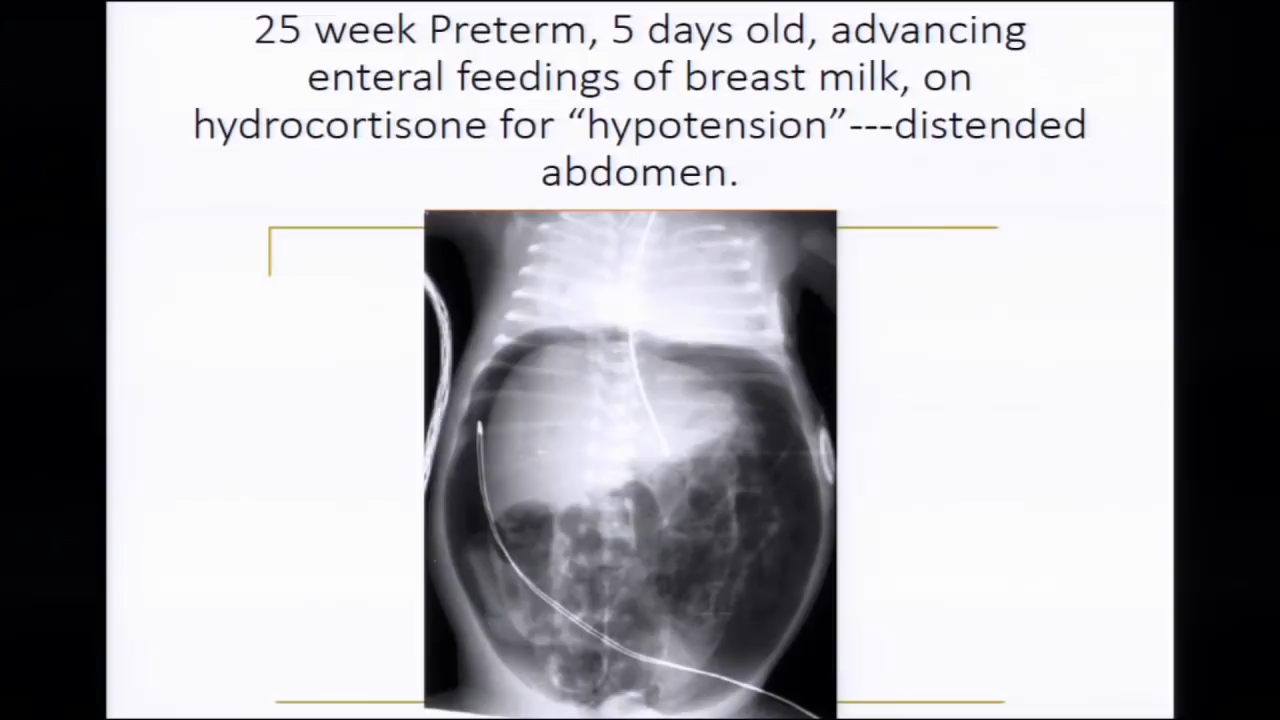 25 week Preterm, 5 days old, advancing
enteral feedings of breast milk, on
hydrocortisone for “hypotension”---distended
abdomen.